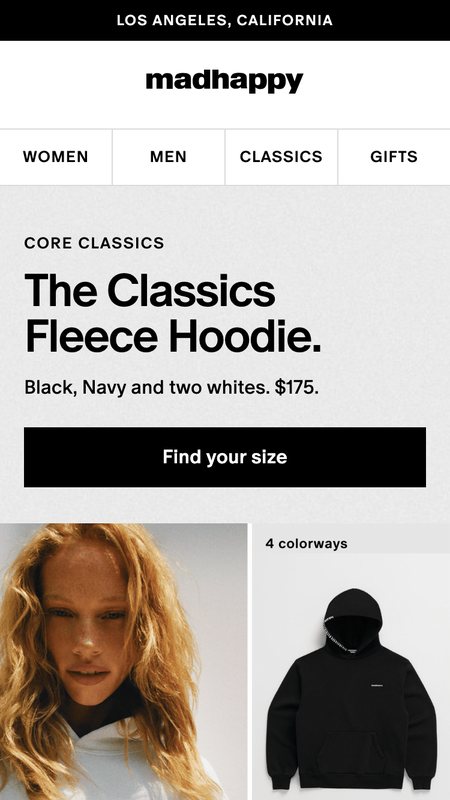 LOS ANGELES, CALIFORNIA
madhappy
WOMEN
MEN
CLASSICS
GIFTS
CORE CLASSICS
The Classics
Fleece Hoodie.
Black, Navy and two whites. $175.
Find your size
4 colorways